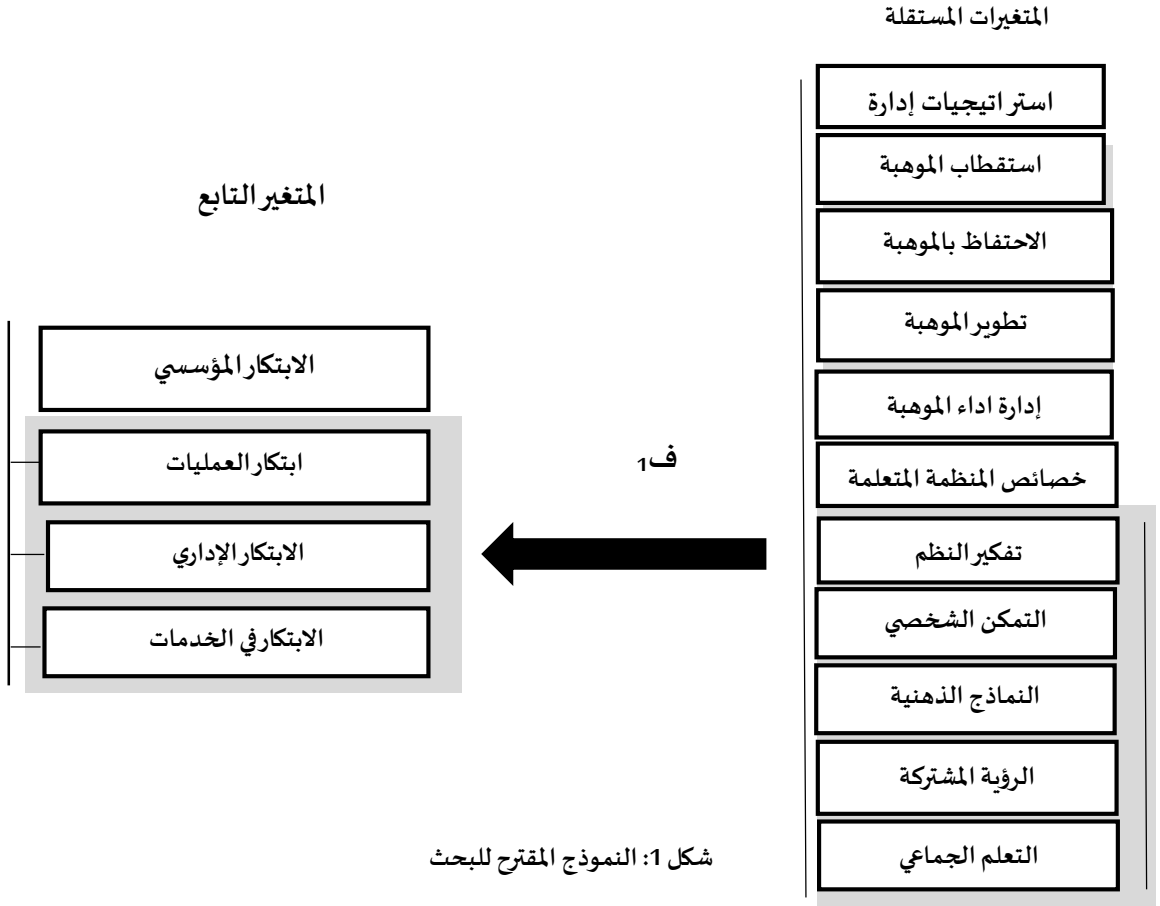 المتغيرات المستقلة
استراتيجيات إدارة
استقطاب الموهبة
الاحتفاظ بالموهبة
تطوير الموهبة
إدارة اداء الموهبة
خصائص المنظمة المتعلمة
تفكير النظم
التمكن الشخصي
النماذج الذهنية
الرؤية المشتركة
التعلم الجماعي
ف1
المتغير التابع
الابتكار المؤسسي
ابتكار العمليات
الابتكار الإداري
الابتكار في الخدمات
شكل 1: النموذج المقترح للبحث